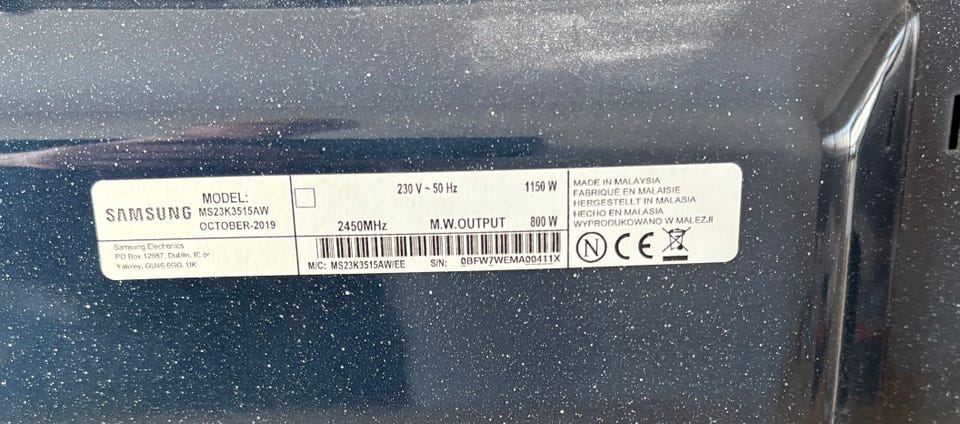 SAMSUNG
MODEL:
MS23K3515AW
OCTOBER-2019
Samsung Electronics
PO Box 12987, Dublin, IE or
Yateley, GU46 6GG, UK
230 V ~ 50 Hz 1150 W
2450MHz M.W.OUTPUT 800 W
M/C: MS23K3515AW/EE S/N: 0BFW7WEMA00411X
MADE IN MALAYSIA
FABRIQUÉ EN MALAISIE
HERGESTELLT IN MALASIA
HECHO EN MALASIA
WYPRODUKOWANO W MALEZJI
N CE